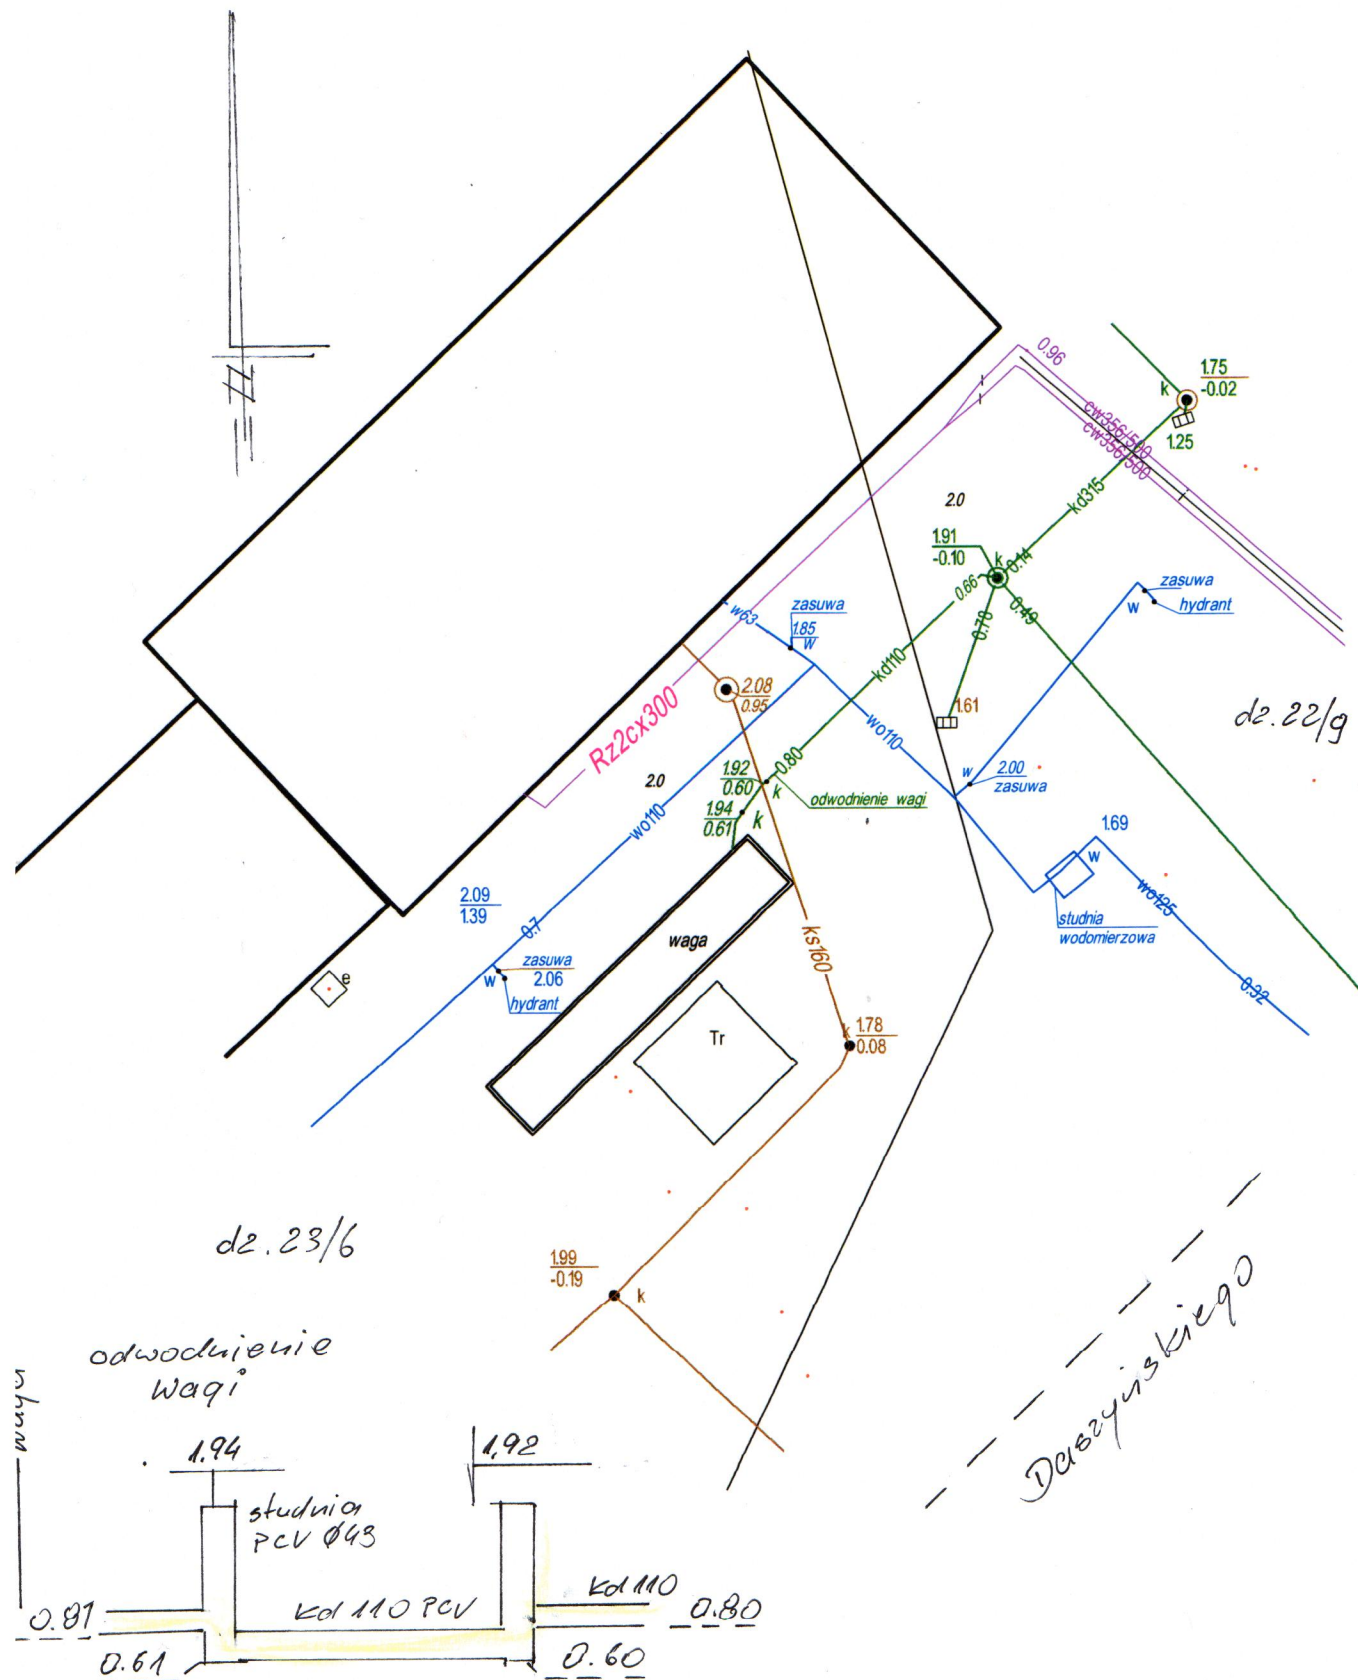 0.96
1.75
-0.02
k
cw356/500
cw356/500
1.25
kd315
2.0
1.91
-0.10
k
0.14
0.66
0.49
0.78
zasuwa
w
hydrant
w63
zasuwa
1.85
w
kd110
2.08
0.95
1.61
dz. 22/9
Rz2cx300
wo110
2.0
1.92
0.60
0.80
k
odwodnienie wagi
w
2.00
zasuwa
1.94
0.61
k
wo110
1.69
w
wo125
2.09
1.39
0.7
studnia
wodomierzowa
waga
ks160
zasuwa
w
2.06
hydrant
e
0.32
Tr
k
1.78
0.08
dz. 23/6
1.99
-0.19
k
Daszyńskiego
odwodnienie
wagi
młyn
1.94
1.92
studnia
PCV Ø43
kd 110
0.81
kd 110 PCV
0.80
0.61
0.60